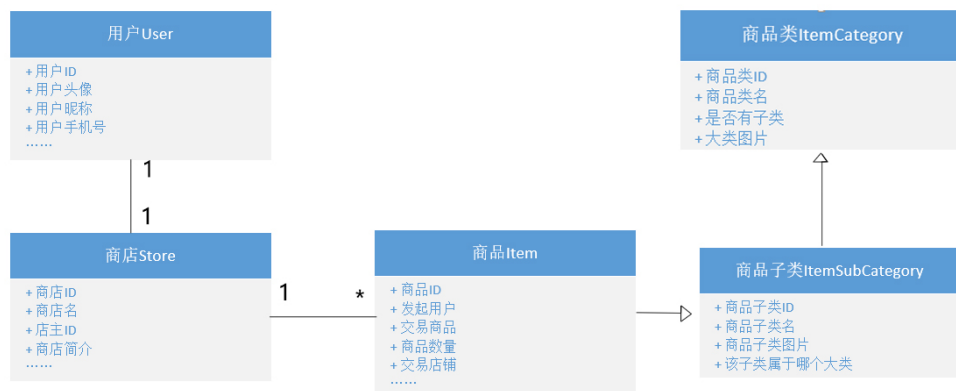 用户User
+用户ID
+用户头像
+用户昵称
+用户手机号
……
商品类ItemCategory
+商品类ID
+商品类名
+是否有子类
+大类图片
1
1
商店Store
+商店ID
+商店名
+店主ID
+商店简介
……
1
*
商品Item
+商品ID
+发起用户
+交易商品
+商品数量
+交易店铺
……
商品子类ItemSubCategory
+商品子类ID
+商品子类名
+商品子类图片
+该子类属于哪个大类